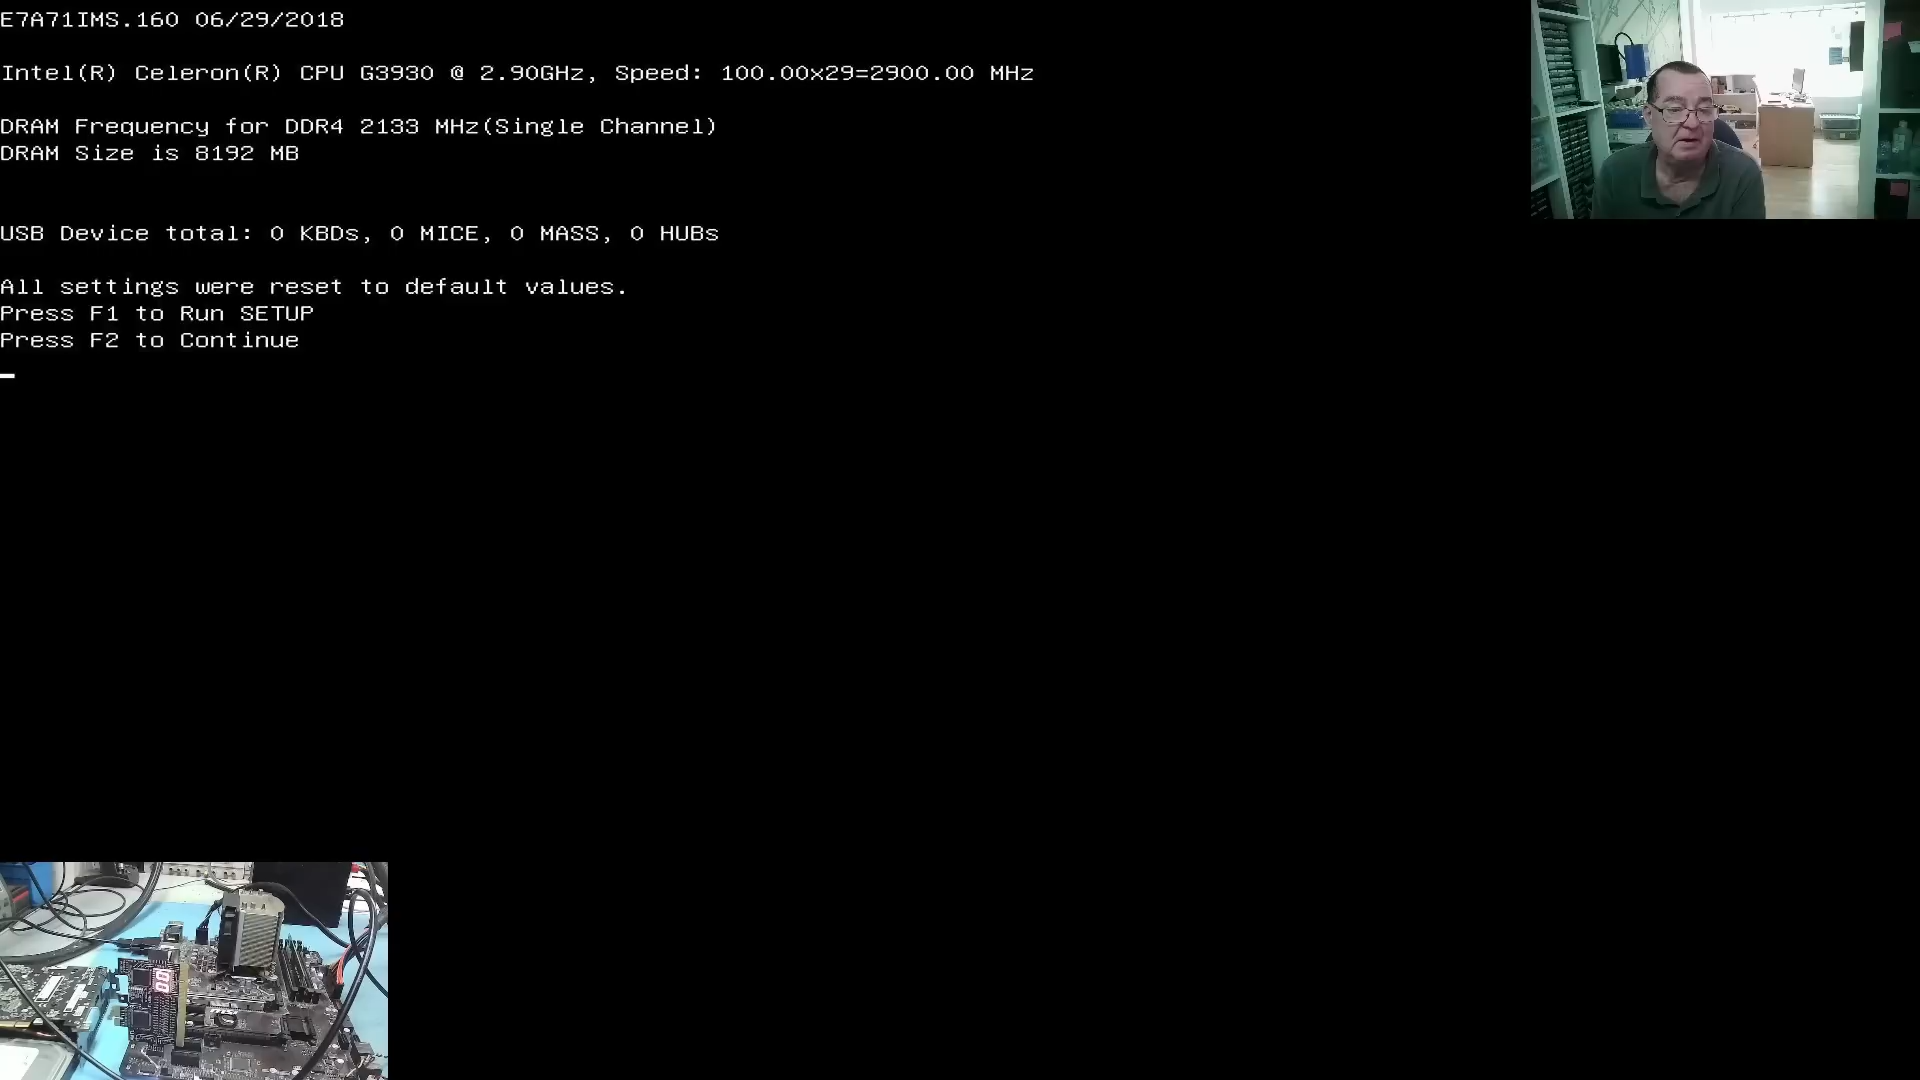 E7A71IMS.160 06/29/2018
Intel(R) Celeron(R) CPU G3930 @ 2.90GHz, Speed: 100.00x29=2900.00 MHz
DRAM Frequency for DDR4 2133 MHz(Single Channel)
DRAM Size is 8192 MB
USB Device total: 0 KBDs, 0 MICE, 0 MASS, 0 HUBs
All settings were reset to default values.
Press F1 to Run SETUP
Press F2 to Continue